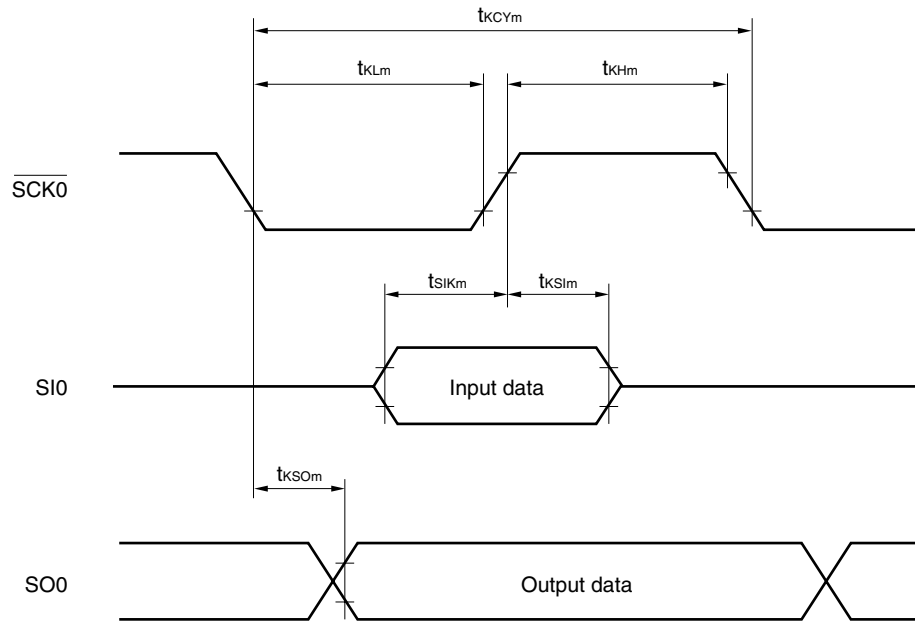 tKCYm
tKLm
tKHm
SCK0
tSIKm
tKSIm
SI0
Input data
tKSOm
SO0
Output data